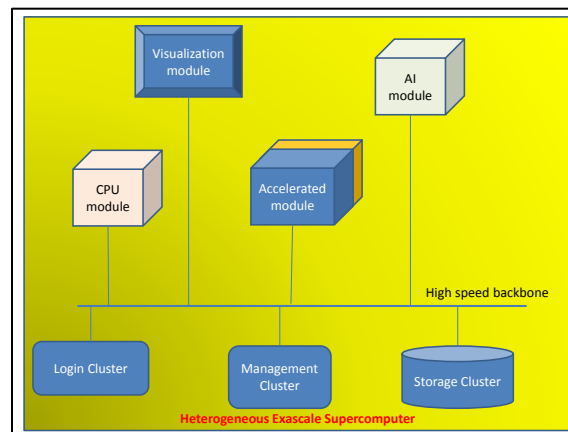 Visualization
module
AI
module
CPU
module
Accelerated
module
High speed backbone
Login Cluster
Management
Cluster
Storage Cluster
Heterogeneous Exascale Supercomputer